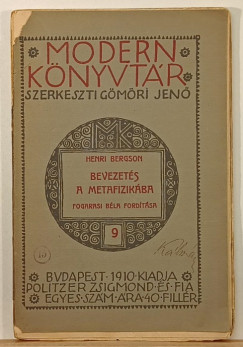 MODERN
KÖNYVTÁR
SZERKESZTI GÖMÖRI JENŐ
MK
HENRI BERGSON
BEVEZETÉS
A METAFIZIKÁBA
FOGARASI BÉLA FORDÍTÁSA
9
BUDAPEST·1910·KIADJA
POLITZER ZSIGMOND ÉS FIA
EGYES SZÁM ÁRA 40 FILLÉR